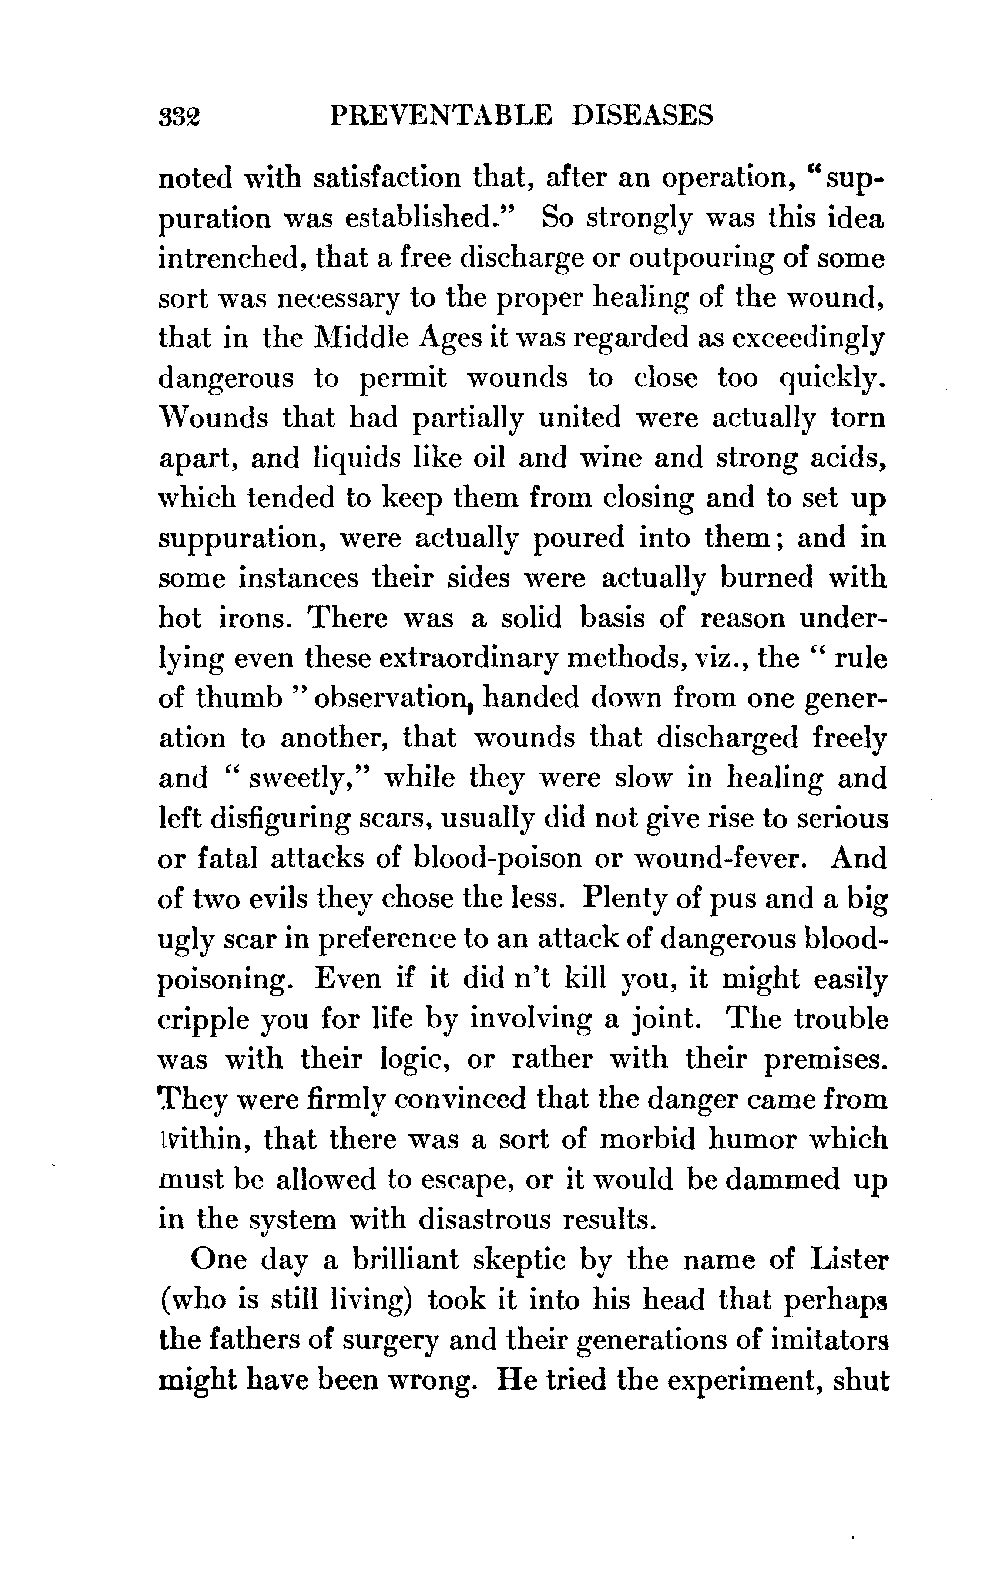 332 PREVENTABLE DISEASES
noted with satisfaction that, after an operation, “sup-
puration was established.” So strongly was this idea
intrenched, that a free discharge or outpouring of some
sort was necessary to the proper healing of the wound,
that in the Middle Ages it was regarded as exceedingly
dangerous to permit wounds to close too quickly.
Wounds that had partially united were actually torn
apart, and liquids like oil and wine and strong acids,
which tended to keep them from closing and to set up
suppuration, were actually poured into them; and in
some instances their sides were actually burned with
hot irons. There was a solid basis of reason under-
lying even these extraordinary methods, viz., the “ rule
of thumb ” observation, handed down from one gener-
ation to another, that wounds that discharged freely
and “ sweetly,” while they were slow in healing and
left disfiguring scars, usually did not give rise to serious
or fatal attacks of blood-poison or wound-fever. And
of two evils they chose the less. Plenty of pus and a big
ugly scar in preference to an attack of dangerous blood-
poisoning. Even if it did n't kill you, it might easily
cripple you for life by involving a joint. The trouble
was with their logic, or rather with their premises.
They were firmly convinced that the danger came from
within, that there was a sort of morbid humor which
must be allowed to escape, or it would be dammed up
in the system with disastrous results.
One day a brilliant skeptic by the name of Lister
(who is still living) took it into his head that perhaps
the fathers of surgery and their generations of imitators
might have been wrong. He tried the experiment, shut